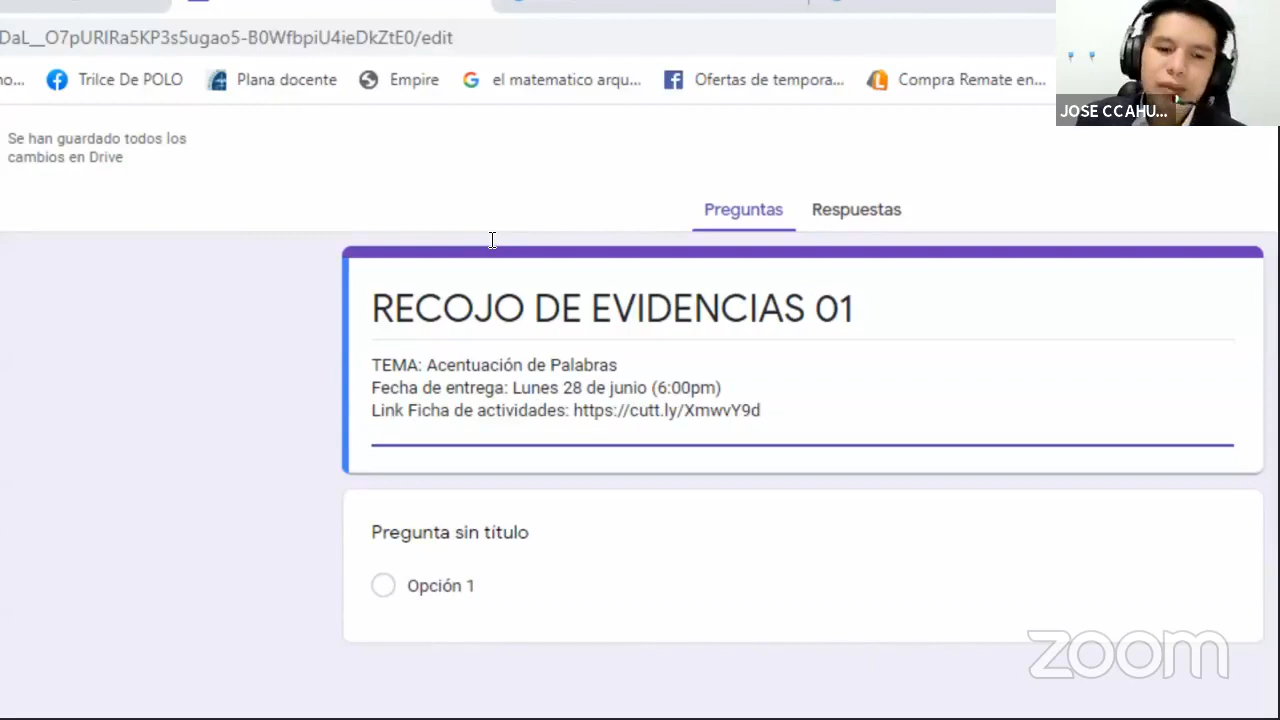 DaL__O7pURIRa5KP3s5ugao5-B0WfbpiU4ieDkZtE0/edit
no... Trilce De POLO Plana docente Empire el matematico arqu... Ofertas de tempora... Compra Remate en...
JOSE CCAHU...
Se han guardado todos los
cambios en Drive
Preguntas Respuestas
RECOJO DE EVIDENCIAS 01
TEMA: Acentuación de Palabras
Fecha de entrega: Lunes 28 de junio (6:00pm)
Link Ficha de actividades: https://cutt.ly/XmwvY9d
Pregunta sin título
Opción 1
zoom